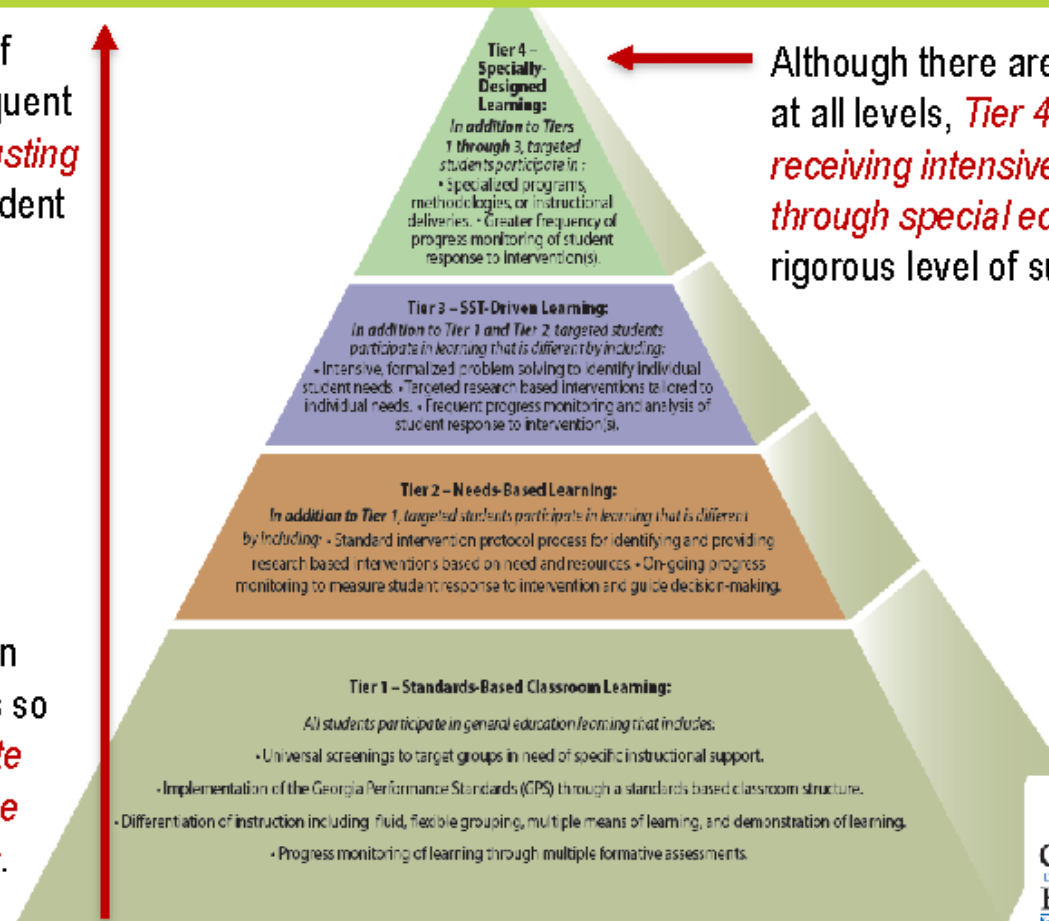 f
quent
usting
dent
n
s so
te
e
.
Tier 4 –
Specially-
Designed
Learning:
In addition to Tiers
1 through 3, targeted
students participate in :
• Specialized programs,
methodologies, or instructional
deliveries. • Greater frequency of
progress monitoring of student
response to intervention(s).
Although there are
at all levels, Tier 4
receiving intensive
through special ed
rigorous level of su
Tier 3 – SST-Driven Learning:
In addition to Tier 1 and Tier 2, targeted students
participate in learning that is different by including:
• Intensive, formalized problem solving to identify individual
student needs. • Targeted research based interventions tailored to
individual needs. • Frequent progress monitoring and analysis of
student response to intervention(s).
Tier 2 – Needs-Based Learning:
In addition to Tier 1, targeted students participate in learning that is different
by including: • Standard intervention protocol process for identifying and providing
research based interventions based on need and resources. • On-going progress
monitoring to measure student response to intervention and guide decision-making.
Tier 1 – Standards-Based Classroom Learning:
All students participate in general education learning that includes:
• Universal screenings to target groups in need of specific instructional support.
• Implementation of the Georgia Performance Standards (GPS) through a standards based classroom structure.
• Differentiation of instruction including fluid, flexible grouping, multiple means of learning, and demonstration of learning.
• Progress monitoring of learning through multiple formative assessments.